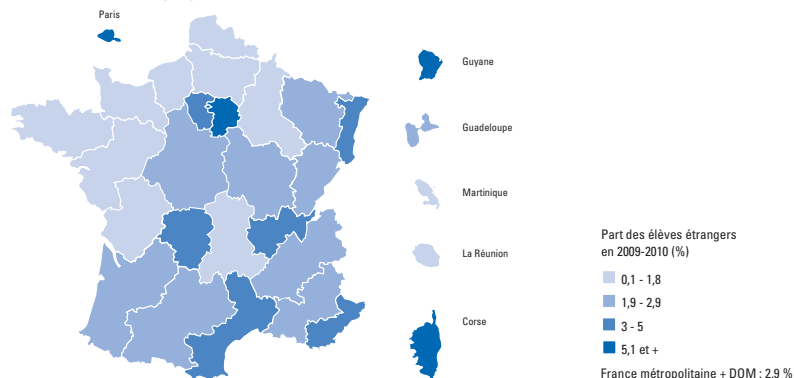 Paris
Guyane
Guadeloupe
Martinique
La Réunion
Corse
Part des élèves étrangers
en 2009-2010 (%)
0,1 - 1,8
1,9 - 2,9
3 - 5
5,1 et +
France métropolitaine + DOM : 2.9 %